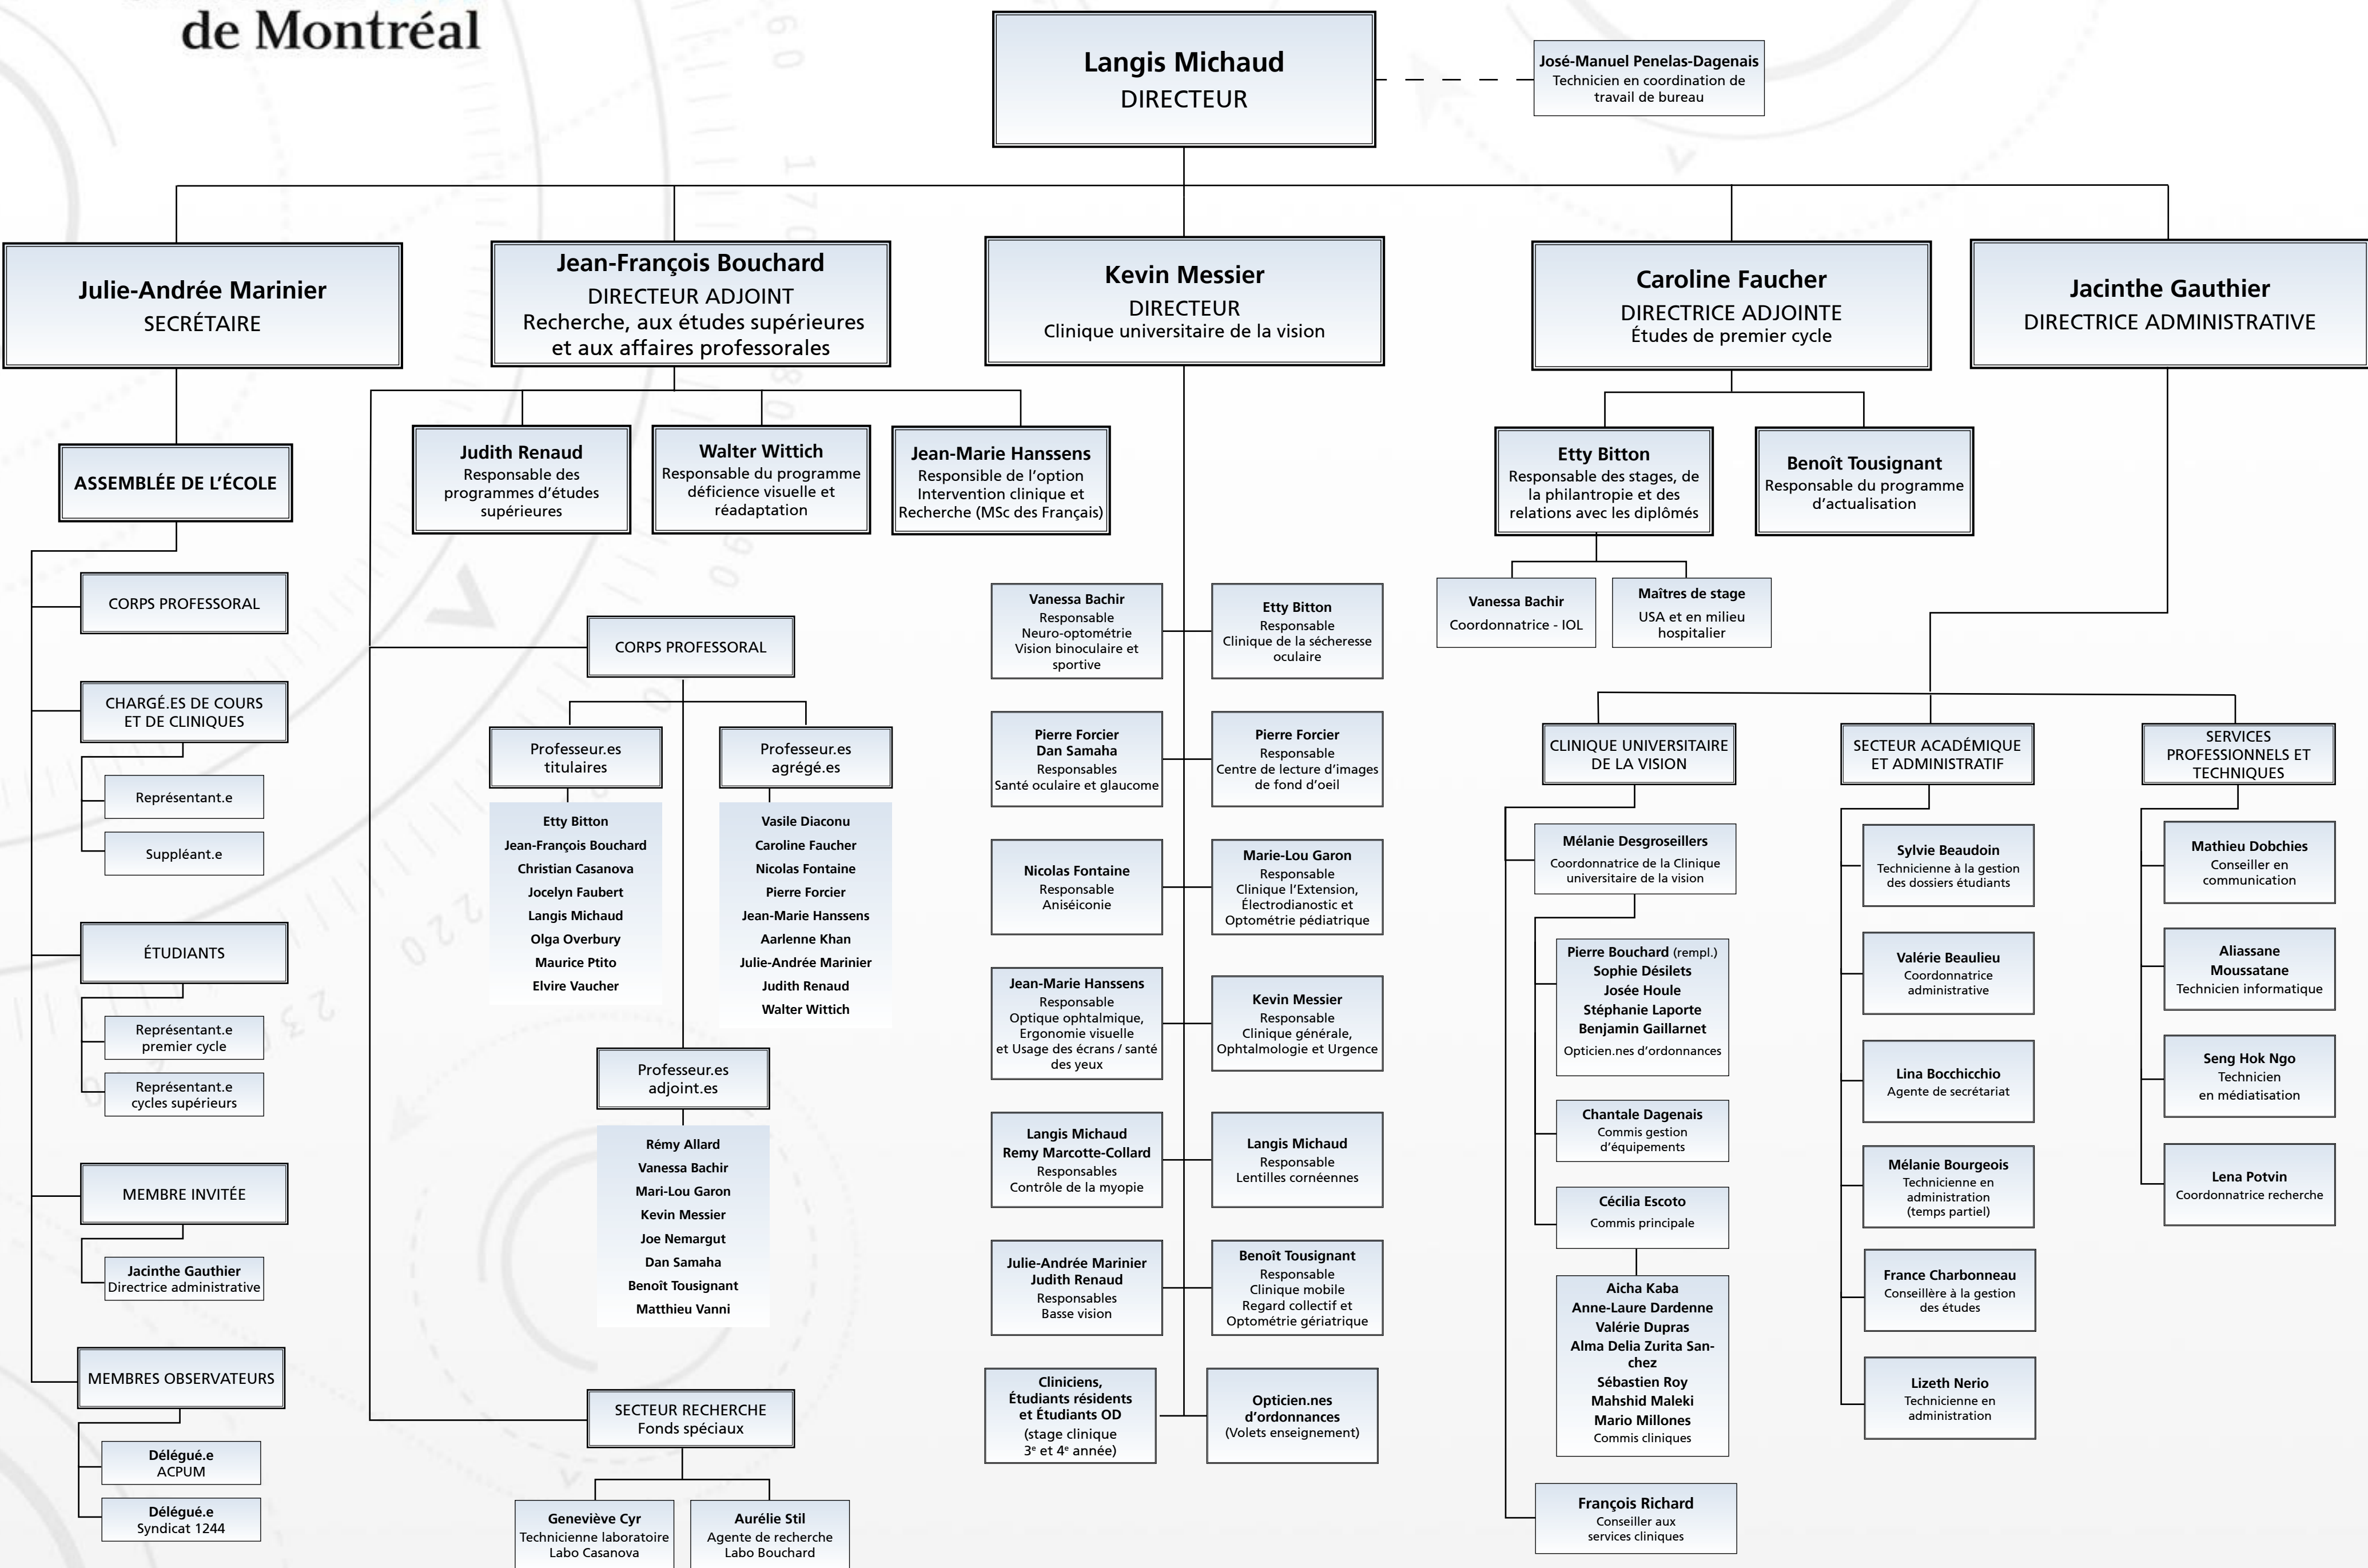 de Montréal
Langis Michaud
DIRECTEUR
José-Manuel Penelas-Dagenais
Technicien en coordination de
travail de bureau
Julie-Andrée Marinier
SECRÉTAIRE
Jean-François Bouchard
DIRECTEUR ADJOINT
Recherche, aux études supérieures
et aux affaires professorales
Kevin Messier
DIRECTEUR
Clinique universitaire de la vision
Caroline Faucher
DIRECTRICE ADJOINTE
Études de premier cycle
Jacinthe Gauthier
DIRECTRICE ADMINISTRATIVE
ASSEMBLÉE DE L'ÉCOLE
CORPS PROFESSORAL
CHARGÉ.ES DE COURS
ET DE CLINIQUES
Représentant.e
Suppléant.e
ÉTUDIANTS
Représentant.e
premier cycle
Représentant.e
cycles supérieurs
MEMBRE INVITÉE
Jacinthe Gauthier
Directrice administrative
MEMBRES OBSERVATEURS
Délégué.e
ACPUM
Délégué.e
Syndicat 1244
Judith Renaud
Responsable des
programmes d'études
supérieures
Walter Wittich
Responsable du programme
déficience visuelle et
réadaptation
Jean-Marie Hanssens
Responsible de l'option
Intervention clinique et
Recherche (MSc des Français)
CORPS PROFESSORAL
Professeur.es
titulaires
Etty Bitton
Jean-François Bouchard
Christian Casanova
Jocelyn Faubert
Langis Michaud
Olga Overbury
Maurice Ptito
Elvire Vaucher
Professeur.es
agrégé.es
Vasile Diaconu
Caroline Faucher
Nicolas Fontaine
Pierre Forcier
Jean-Marie Hanssens
Aarlenne Khan
Julie-Andrée Marinier
Judith Renaud
Walter Wittich
Professeur.es
adjoint.es
Rémy Allard
Vanessa Bachir
Mari-Lou Garon
Kevin Messier
Joe Nemargut
Dan Samaha
Benoît Tousignant
Matthieu Vanni
SECTEUR RECHERCHE
Fonds spéciaux
Geneviève Cyr
Technicienne laboratoire
Labo Casanova
Aurélie Stil
Agente de recherche
Labo Bouchard
Vanessa Bachir
Responsable
Neuro-optométrie
Vision binoculaire et
sportive
Etty Bitton
Responsable
Clinique de la sécheresse
oculaire
Pierre Forcier
Dan Samaha
Responsables
Santé oculaire et glaucome
Pierre Forcier
Responsable
Centre de lecture d'images
de fond d'oeil
Nicolas Fontaine
Responsable
Aniséiconie
Marie-Lou Garon
Responsable
Clinique l'Extension,
Électrodianostic et
Optométrie pédiatrique
Jean-Marie Hanssens
Responsable
Optique ophtalmique,
Ergonomie visuelle
et Usage des écrans / santé
des yeux
Kevin Messier
Responsable
Clinique générale,
Ophtalmologie et Urgence
Langis Michaud
Remy Marcotte-Collard
Responsables
Contrôle de la myopie
Langis Michaud
Responsable
Lentilles cornéennes
Julie-Andrée Marinier
Judith Renaud
Responsables
Basse vision
Benoît Tousignant
Responsable
Clinique mobile
Regard collectif et
Optométrie gériatrique
Cliniciens,
Étudiants résidents
et Étudiants OD
(stage clinique
3e et 4e année)
Opticien.nes
d'ordonnances
(Volets enseignement)
Etty Bitton
Responsable des stages, de
la philantropie et des
relations avec les diplômés
Benoît Tousignant
Responsable du programme
d'actualisation
Vanessa Bachir
Coordonnatrice - IOL
Maîtres de stage
USA et en milieu
hospitalier
CLINIQUE UNIVERSITAIRE
DE LA VISION
Mélanie Desgroseillers
Coordonnatrice de la Clinique
universitaire de la vision
Pierre Bouchard (rempl.)
Sophie Désilets
Josée Houle
Stéphanie Laporte
Benjamin Gaillarnet
Opticien.nes d'ordonnances
Chantale Dagenais
Commis gestion
d'équipements
Cécilia Escoto
Commis principale
Aicha Kaba
Anne-Laure Dardenne
Valérie Dupras
Alma Delia Zurita San-
chez
Sébastien Roy
Mahshid Maleki
Mario Millones
Commis cliniques
François Richard
Conseiller aux
services cliniques
SECTEUR ACADÉMIQUE
ET ADMINISTRATIF
Sylvie Beaudoin
Technicienne à la gestion
des dossiers étudiants
Valérie Beaulieu
Coordonnatrice
administrative
Lina Bocchicchio
Agente de secrétariat
Mélanie Bourgeois
Technicienne en
administration
(temps partiel)
France Charbonneau
Conseillère à la gestion
des études
Lizeth Nerio
Technicienne en
administration
SERVICES
PROFESSIONNELS ET
TECHNIQUES
Mathieu Dobchies
Conseiller en
communication
Aliassane
Moussatane
Technicien informatique
Seng Hok Ngo
Technicien
en médiatisation
Lena Potvin
Coordonnatrice recherche